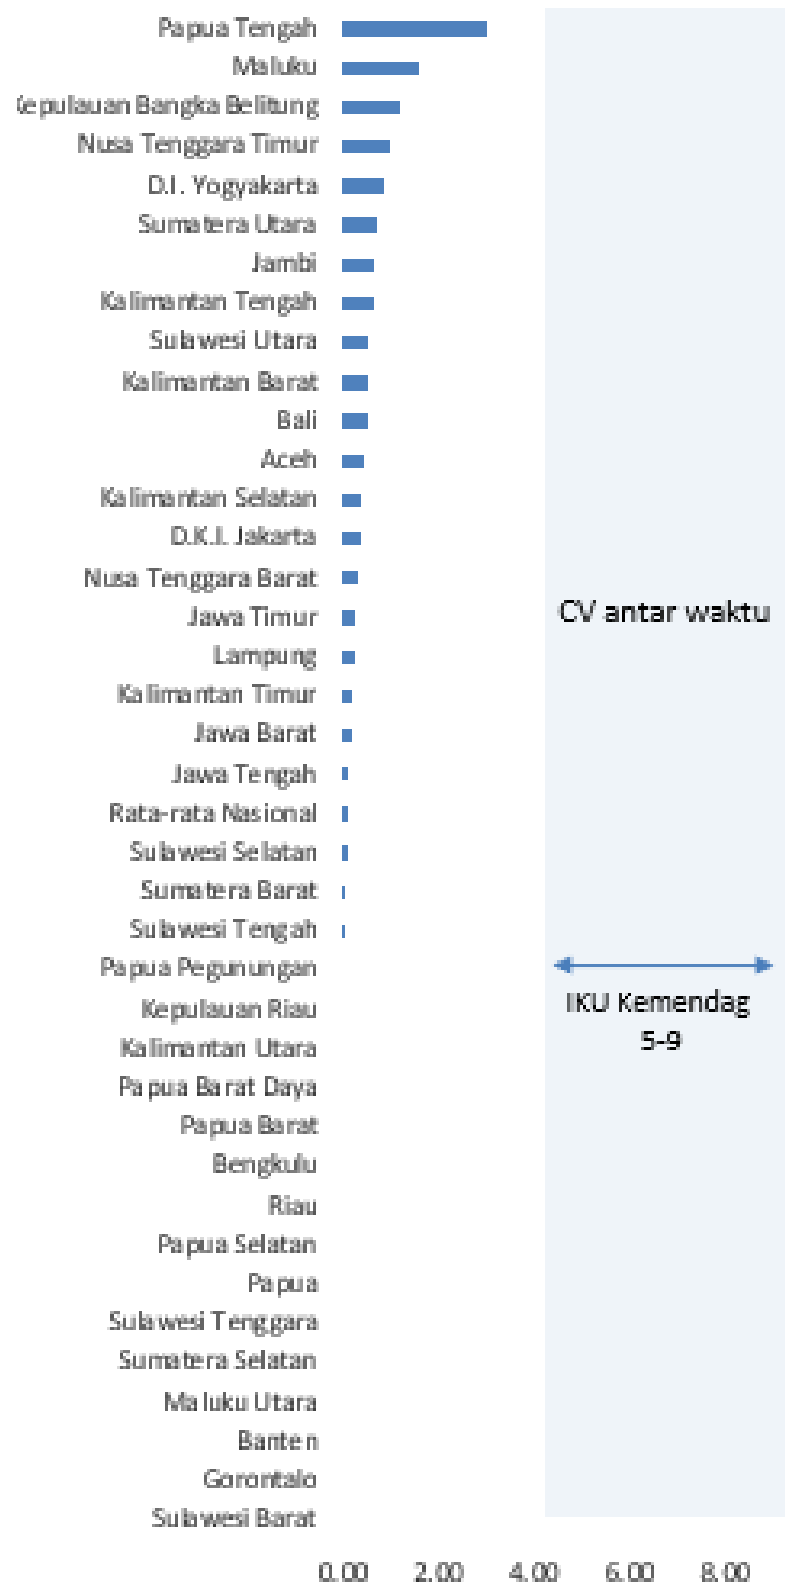 Papua Tengah
Maluku
Kepulauan Bangka Belitung
Nusa Tenggara Timur
D.I. Yogyakarta
Sumatera Utara
Jambi
Kalimantan Tengah
Sulawesi Utara
Kalimantan Barat
Bali
Aceh
Kalimantan Selatan
D.K.I. Jakarta
Nusa Tenggara Barat
Jawa Timur
CV antar waktu
Lampung
Kalimantan Timur
Jawa Barat
Jawa Tengah
Rata-rata Nasional
Sulawesi Selatan
Sumatera Barat
Sulawesi Tengah
Papua Pegunungan
Kepulauan Riau
IKU Kemendag
5-9
Kalimantan Utara
Papua Barat Daya
Papua Barat
Bengkulu
Riau
Papua Selatan
Papua
Sulawesi Tenggara
Sumatera Selatan
Maluku Utara
Banten
Gorontalo
Sulawesi Barat
0.00 2.00 4.00 6.00 8.00